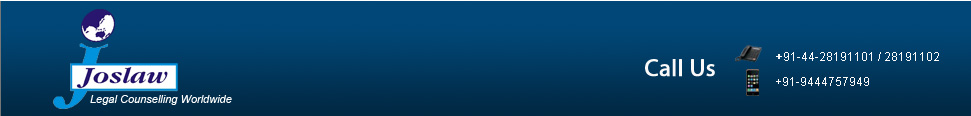 Joslaw
Legal Counselling Worldwide
Call Us
+91-44-28191101 / 28191102
+91-9444757949